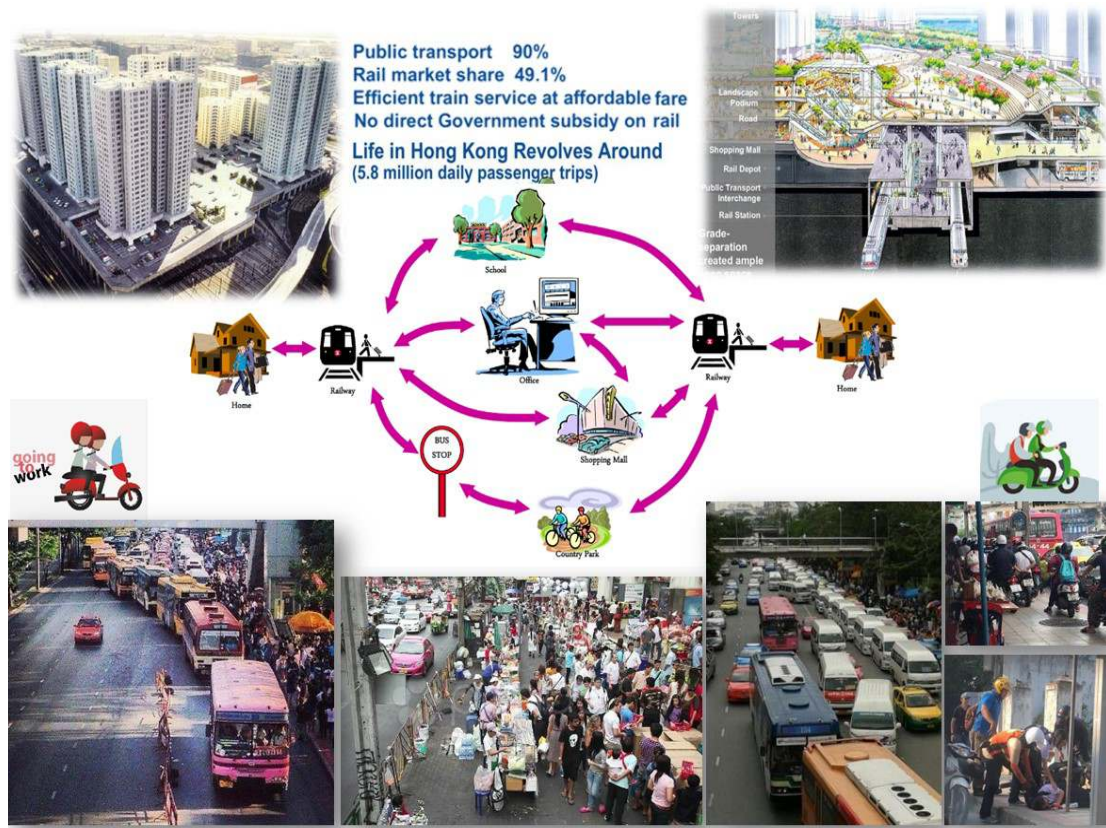 Public transport 90%
Rail market share 49.1%
Efficient train service at affordable fare
No direct Government subsidy on rail
Life in Hong Kong Revolves Around
(5.8 million daily passenger trips)
Towers
Landscape
Podium
Road
Shopping Mall
Rail Depot
Public Transport
Interchange
Rail Station
Grade-
separation
created ample
School
Office
Home
Railway
Railway
Home
Shopping Mall
BUS
STOP
Country Park
going
to
work